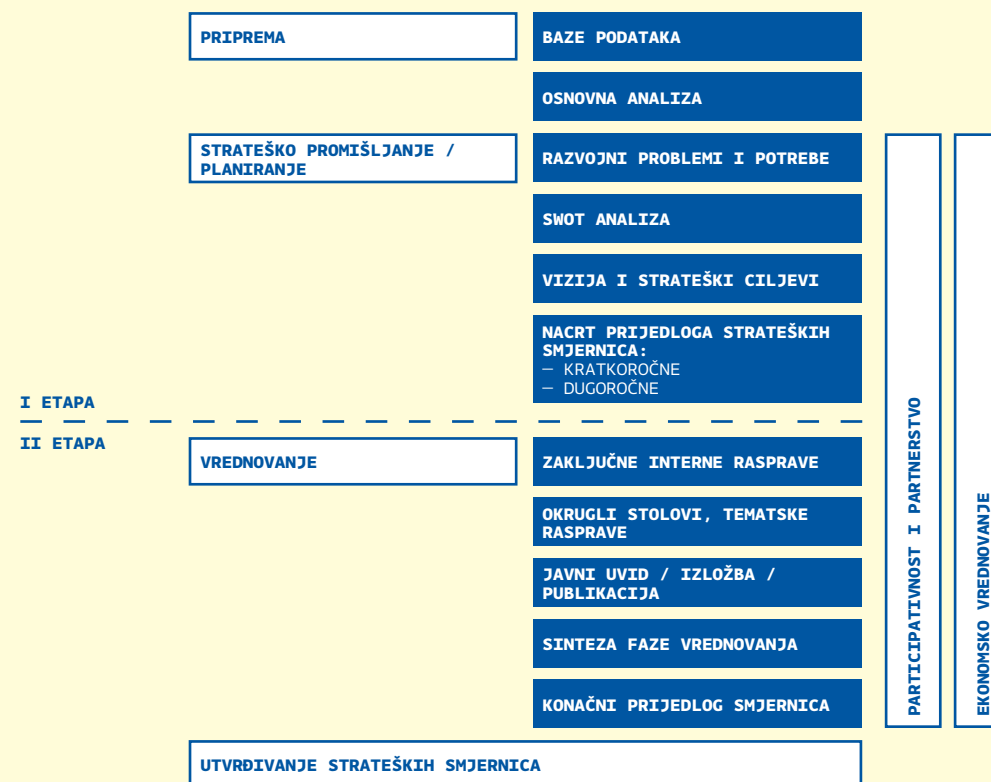 PRIPREMA
BAZE PODATAKA
OSNOVNA ANALIZA
STRATEŠKO PROMIŠLJANJE /
PLANIRANJE
RAZVOJNI PROBLEMI I POTREBE
SWOT ANALIZA
VIZIJA I STRATEŠKI CILJEVI
NACRT PRIJEDLOGA STRATEŠKIH
SMJERNICA:
— KRATKOROČNE
— DUGOROČNE
I ETAPA
II ETAPA
VREDNOVANJE
ZAKLJUČNE INTERNE RASPRAVE
OKRUGLI STOLOVI, TEMATSKE
RASPRAVE
JAVNI UVID / IZLOŽBA /
PUBLIKACIJA
SINTEZA FAZE VREDNOVANJA
KONAČNI PRIJEDLOG SMJERNICA
UTVRĐIVANJE STRATEŠKIH SMJERNICA
PARTICIPATIVNOST I PARTNERSTVO
EKONOMSKO VREDNOVANJE